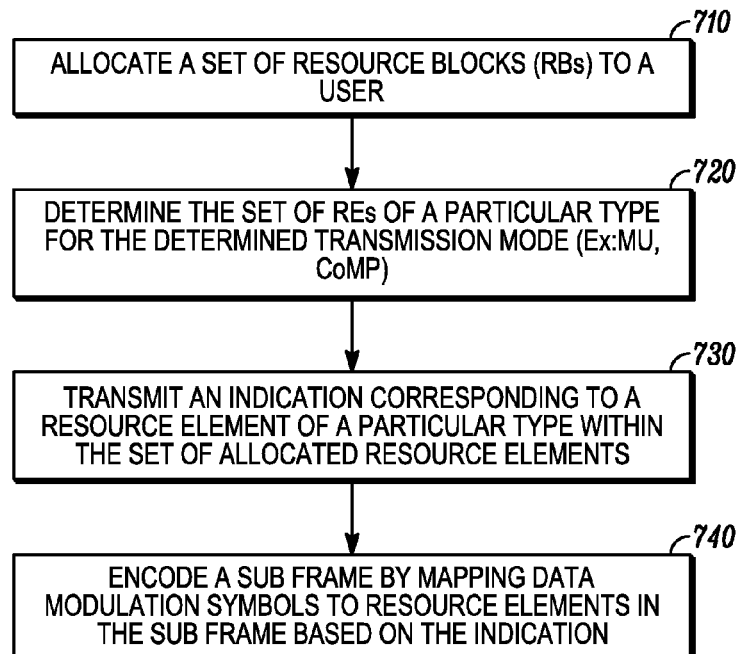 710
ALLOCATE A SET OF RESOURCE BLOCKS (RBs) TO A
USER
720
DETERMINE THE SET OF REs OF A PARTICULAR TYPE
FOR THE DETERMINED TRANSMISSION MODE (Ex:MU,
CoMP)
730
TRANSMIT AN INDICATION CORRESPONDING TO A
RESOURCE ELEMENT OF A PARTICULAR TYPE WITHIN
THE SET OF ALLOCATED RESOURCE ELEMENTS
740
ENCODE A SUB FRAME BY MAPPING DATA
MODULATION SYMBOLS TO RESOURCE ELEMENTS IN
THE SUB FRAME BASED ON THE INDICATION